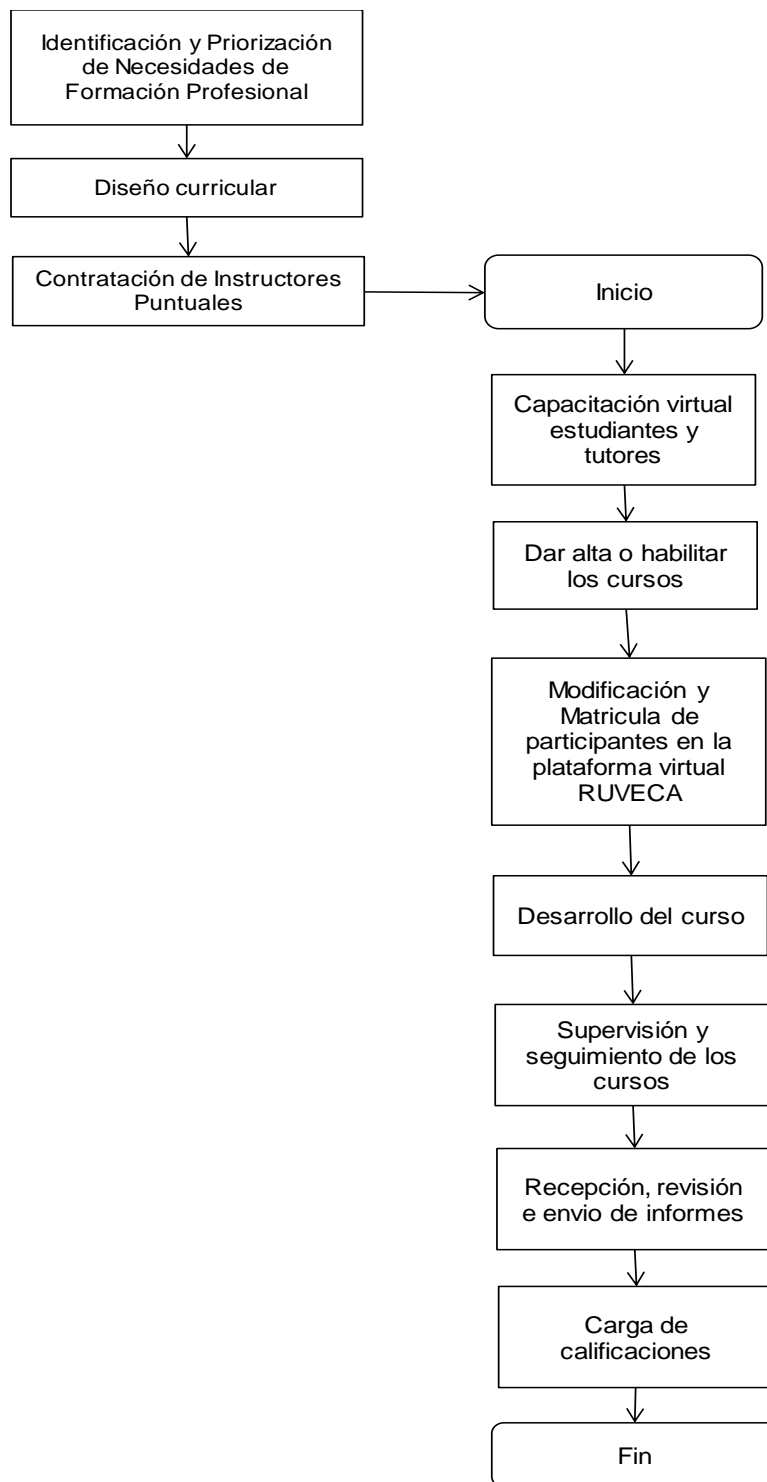 Identificación y Priorización
de Necesidades de
Formación Profesional
Diseño curricular
Contratación de Instructores
Puntuales
Inicio
Capacitación virtual
estudiantes y
tutores
Dar alta o habilitar
los cursos
Modificación y
Matricula de
participantes en la
plataforma virtual
RUVECA
Desarrollo del curso
Supervisión y
seguimiento de los
cursos
Recepción, revisión
e envio de informes
Carga de
calificaciones
Fin